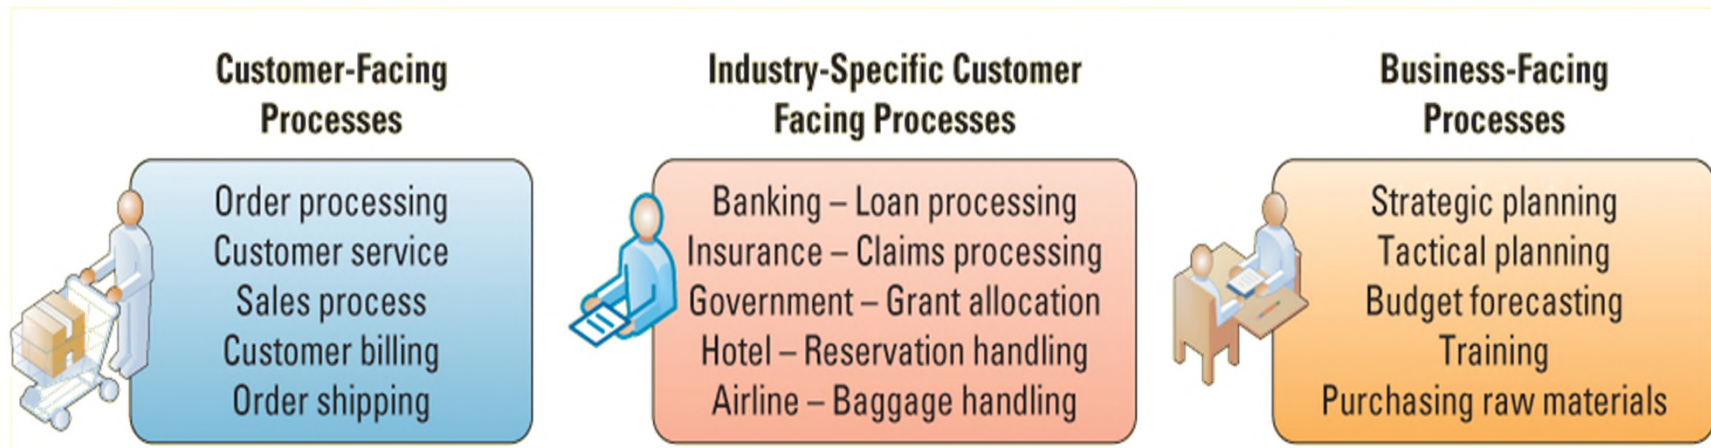 Customer-Facing
Processes
Order processing
Customer service
Sales process
Customer billing
Order shipping
Industry-Specific Customer
Facing Processes
Banking – Loan processing
Insurance – Claims processing
Government – Grant allocation
Hotel – Reservation handling
Airline – Baggage handling
Business-Facing
Processes
Strategic planning
Tactical planning
Budget forecasting
Training
Purchasing raw materials